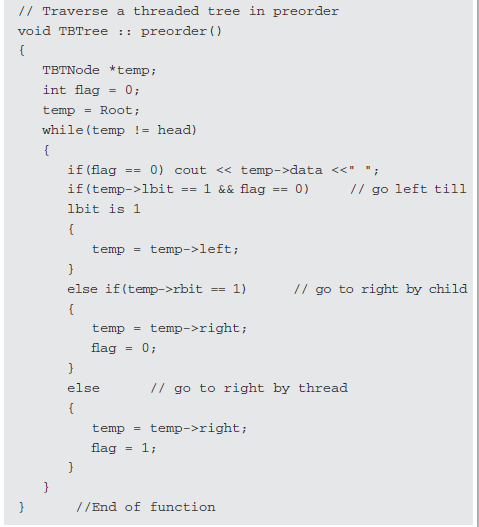 // Traverse a threaded tree in preorder
void TBTree :: preorder()
{
TBTNode *temp;
int flag = 0;
temp = Root;
while(temp != head)
{
if(flag == 0) cout << temp->data <<" ";
if(temp->lbit == 1 && flag == 0) // go left till
lbit is 1
{
temp = temp->left;
}
else if(temp->rbit == 1) // go to right by child
{
temp = temp->right;
flag = 0;
}
else // go to right by thread
{
temp = temp->right;
flag = 1;
}
}
} //End of function